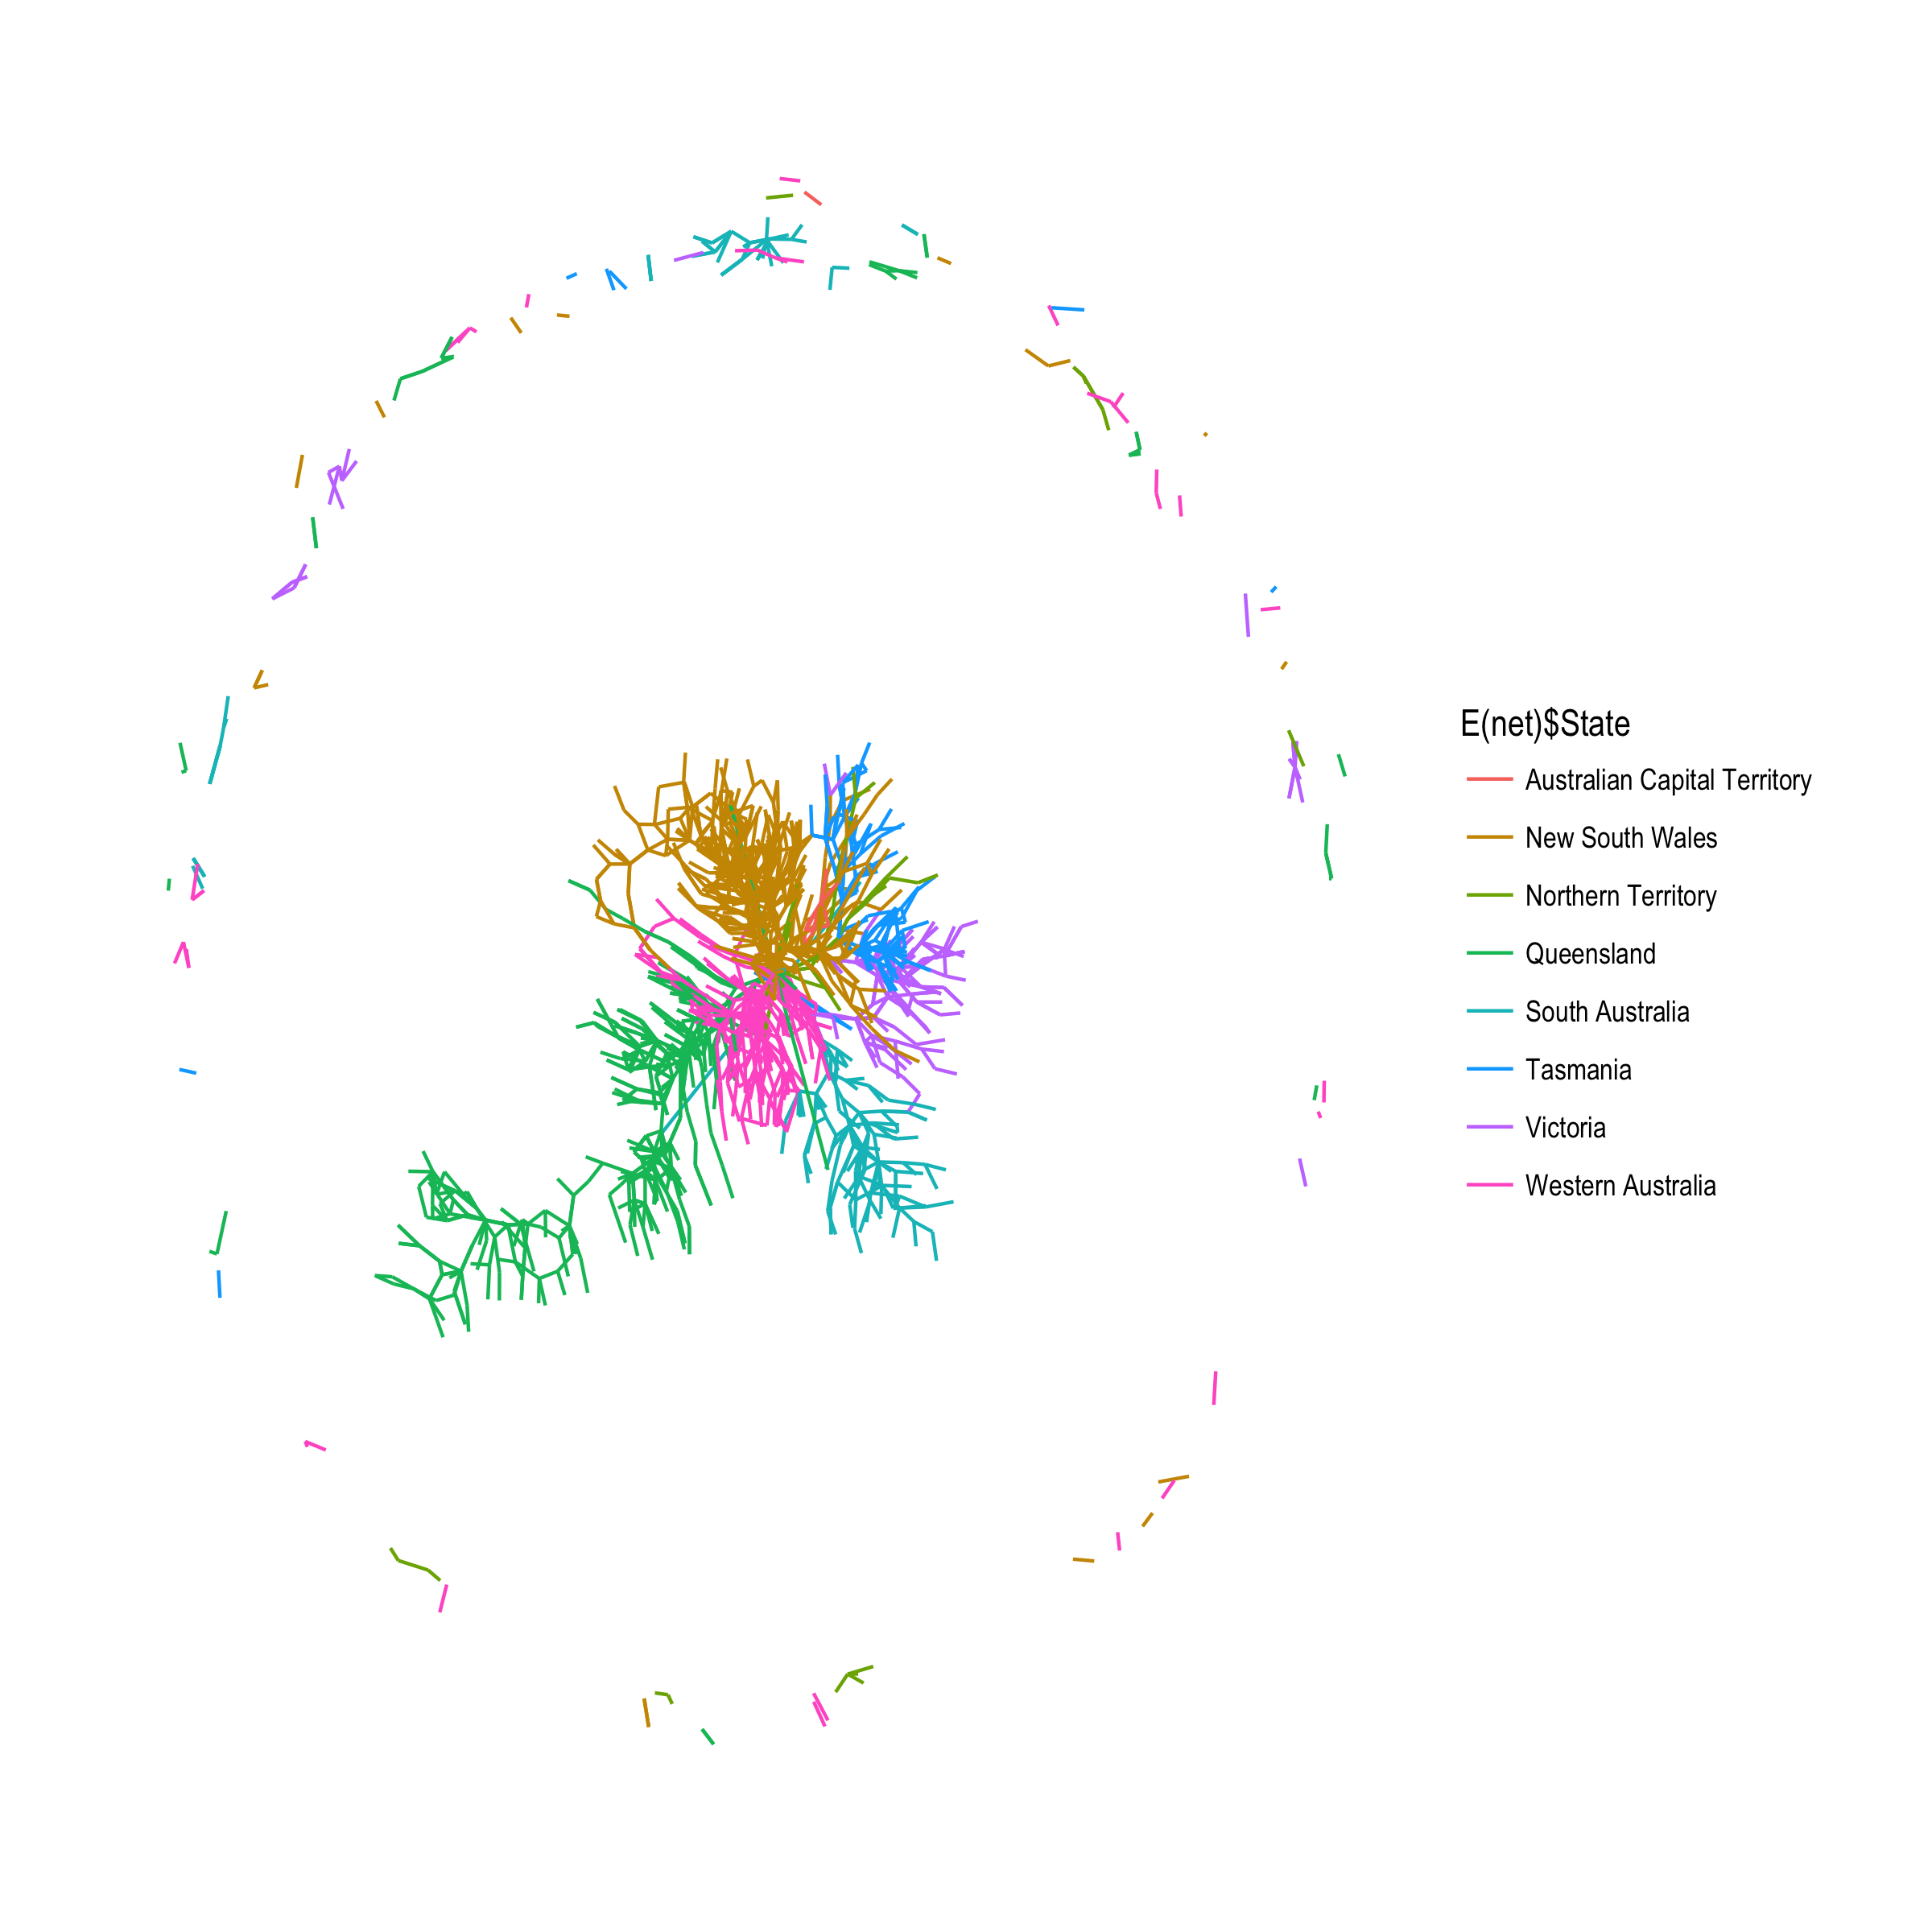 E(net)$State
Australian Capital Territory
New South Wales
Northern Territory
Queensland
South Australia
Tasmania
Victoria
Western Australia